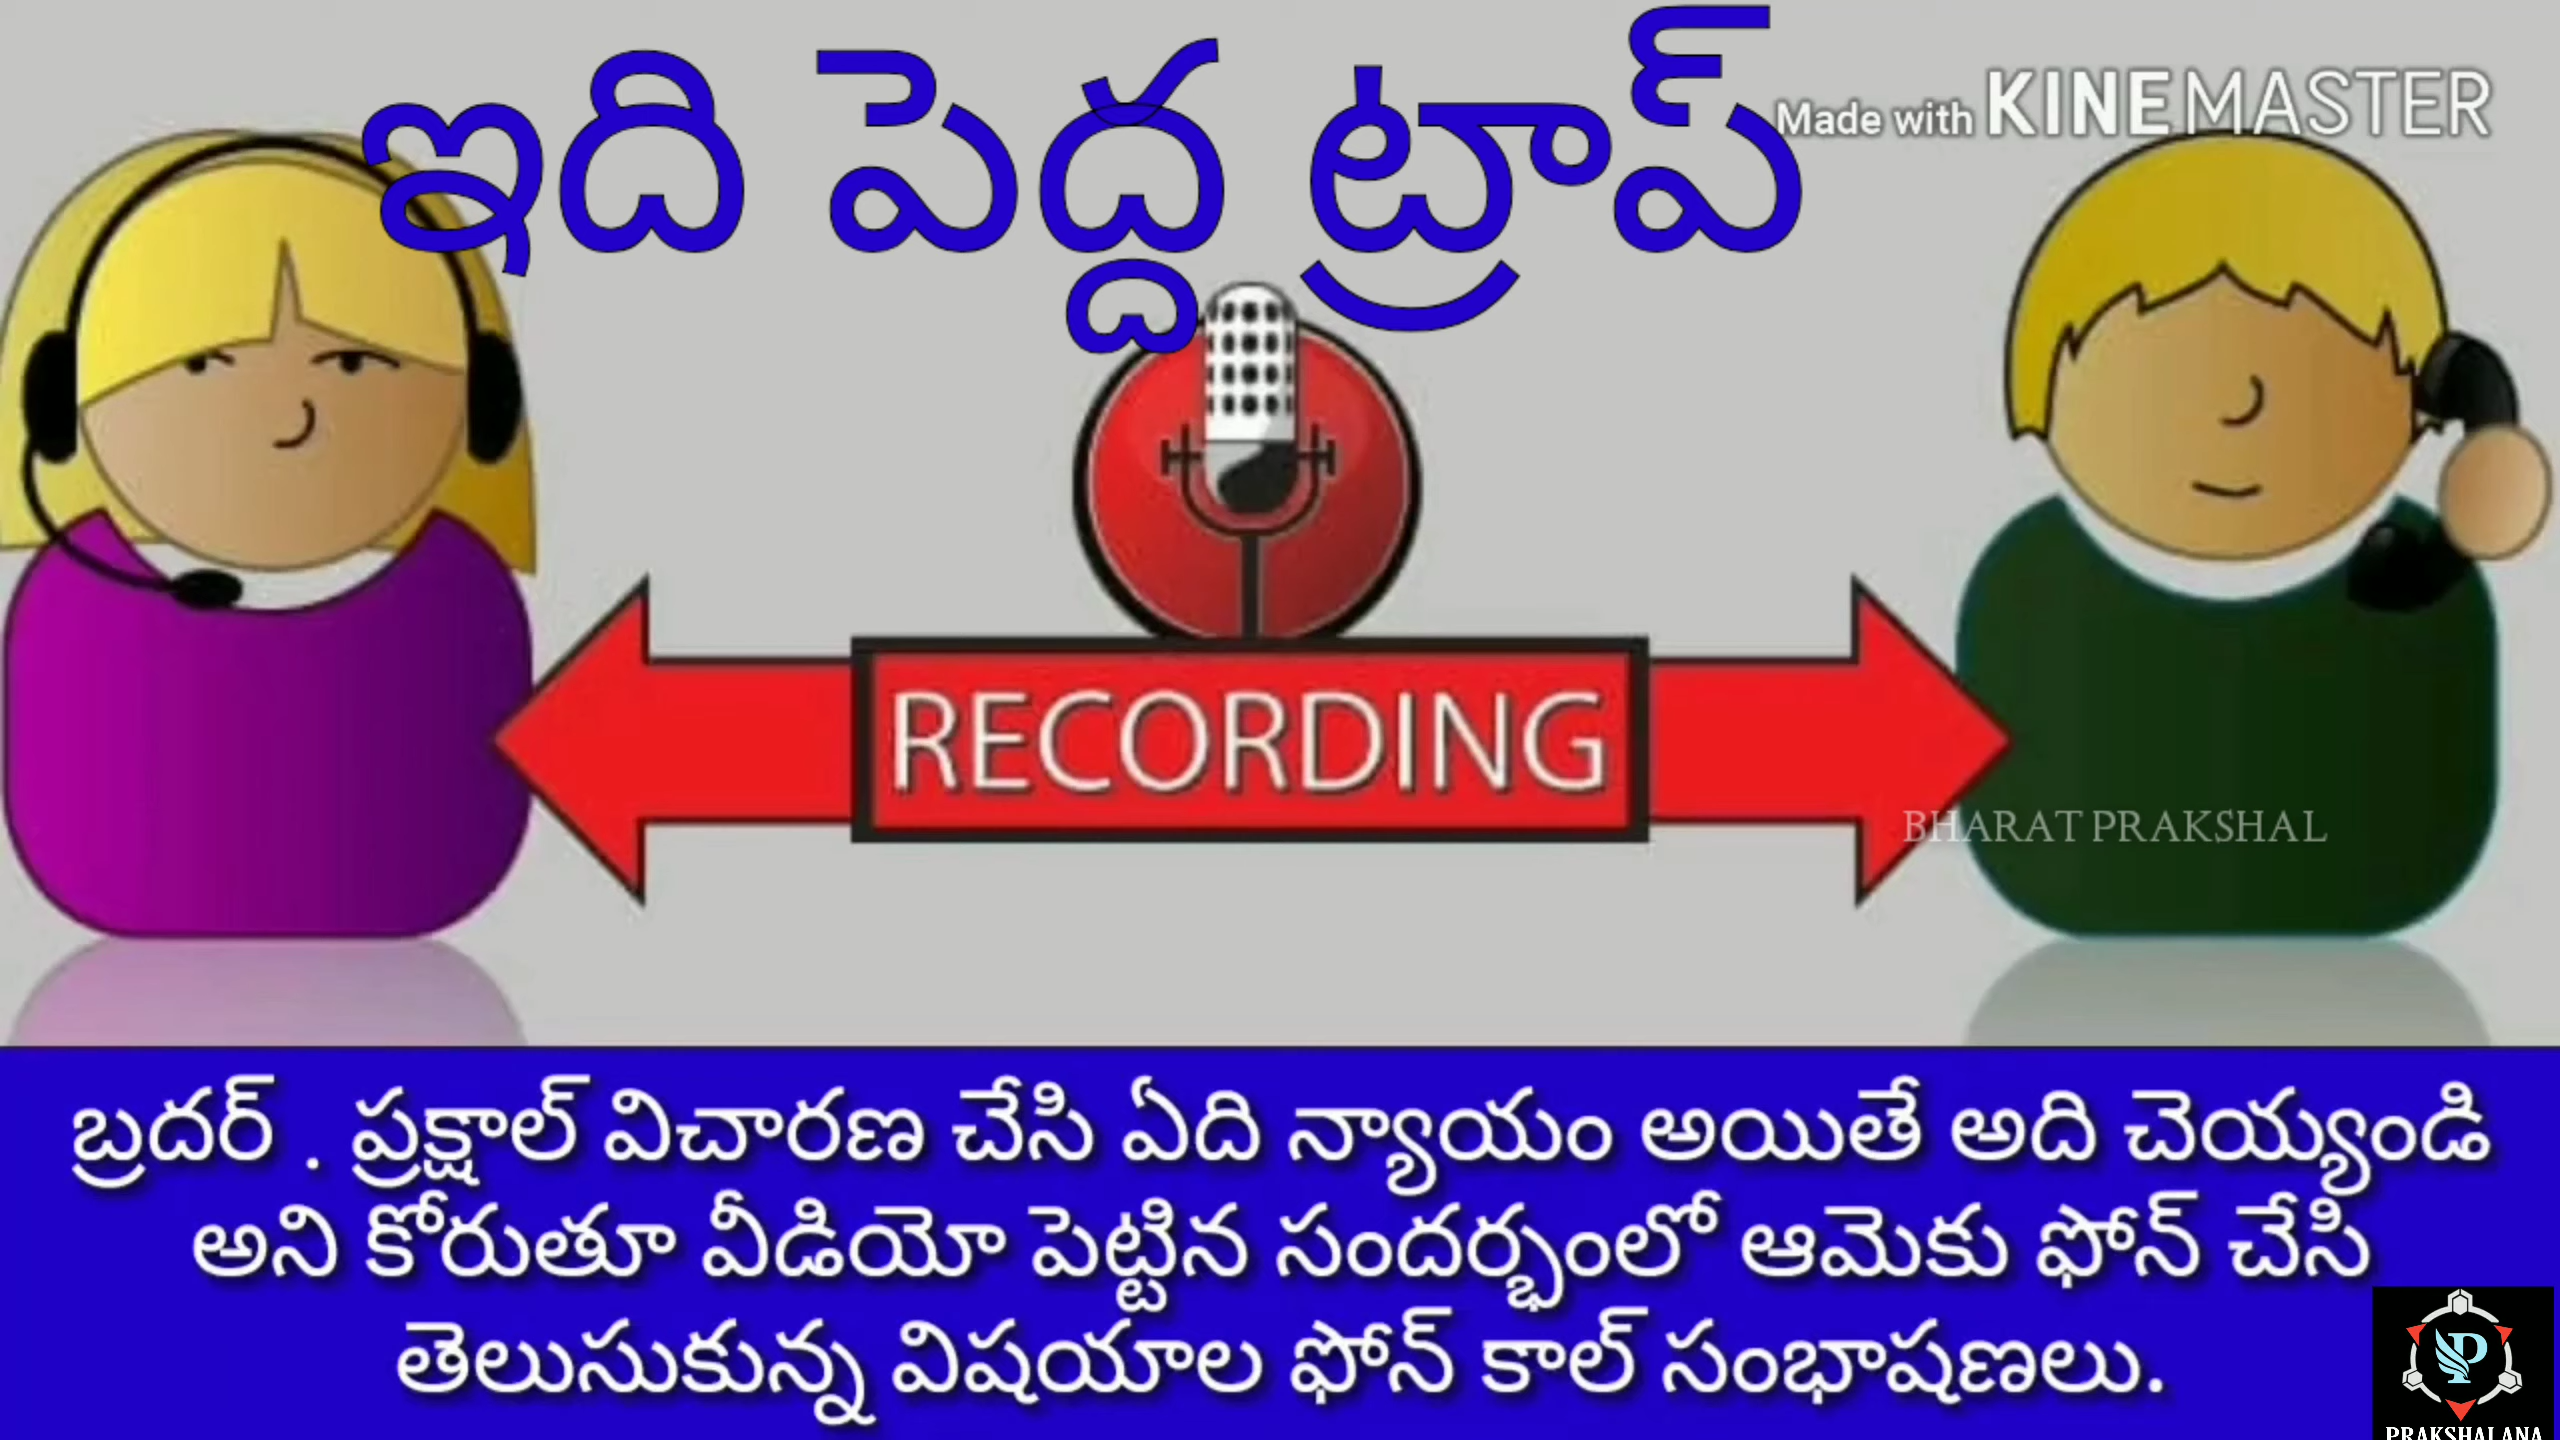 ఇది పెద్ద ట్రాప్
Made with KINEMASTER
RECORDING
BHARAT PRAKSHAL
బ్రదర్ . ప్రక్షాల్ విచారణ చేసి ఏది న్యాయం అయితే అది చెయ్యండి
అని కోరుతూ వీడియో పెట్టిన సందర్భంలో ఆమెకు ఫోన్ చేసి
తెలుసుకున్న విషయాల ఫోన్ కాల్ సంభాషణలు.
P
PRAKSHALANA